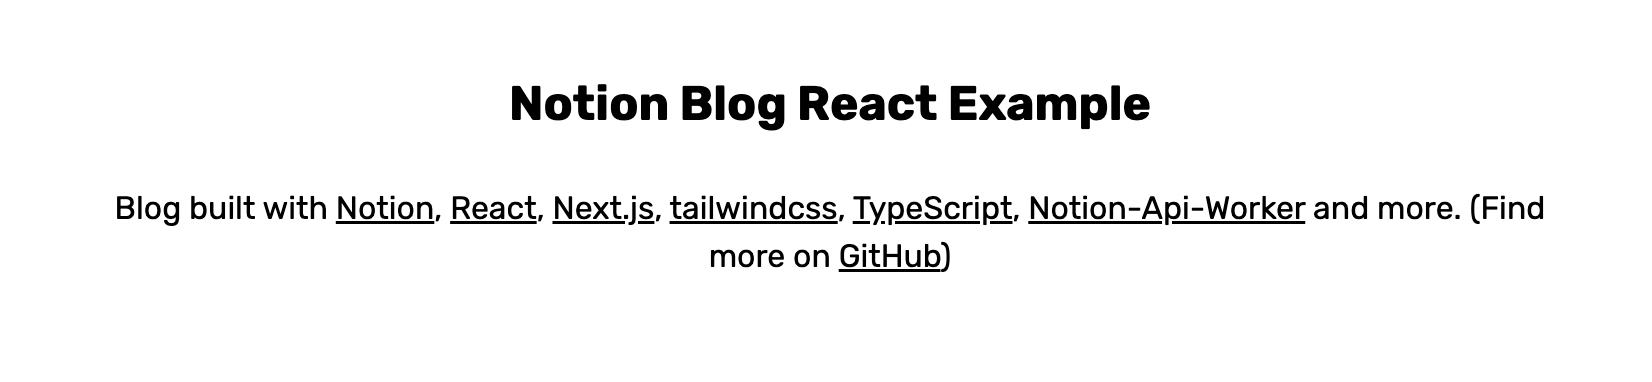 Notion Blog React Example
Blog built with Notion, React, Next.js, tailwindcss, TypeScript, Notion-Api-Worker and more. (Find
more on GitHub)